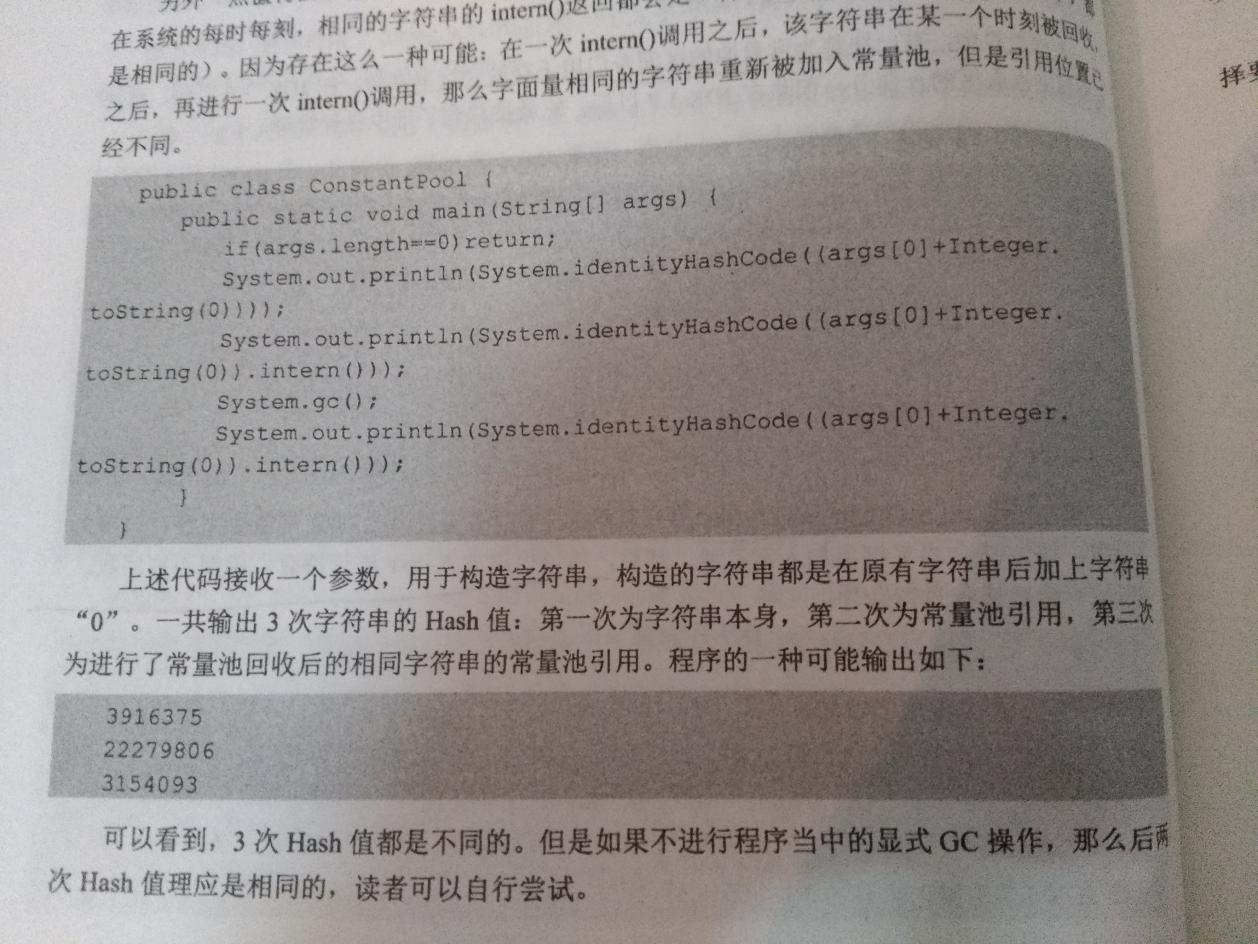 在系统的每时每刻，相同的字符串的 intern()返回都会是
是相同的）。因为存在这么一种可能：在一次 intern()调用之后，该字符串在某一个时刻被回收，
之后，再进行一次 intern()调用，那么字面量相同的字符串重新被加入常量池，但是引用位置已
经不同。
public class ConstantPool {
public static void main(String[] args) {
if(args.length==0)return;
System.out.println(System.identityHashCode((args[0]+Integer.
toString(0))));
System.out.println(System.identityHashCode((args[0]+Integer.
toString(0)).intern()));
System.gc();
System.out.println(System.identityHashCode((args[0]+Integer.
toString(0)).intern()));
}
}
上述代码接收一个参数，用于构造字符串，构造的字符串都是在原有字符串后加上字符串
“0”。一共输出 3 次字符串的 Hash 值：第一次为字符串本身，第二次为常量池引用，第三次
为进行了常量池回收后的相同字符串的常量池引用。程序的一种可能输出如下：
3916375
22279806
3154093
可以看到，3 次 Hash 值都是不同的。但是如果不进行程序当中的显式 GC 操作，那么后两
次 Hash 值理应是相同的，读者可以自行尝试。
择